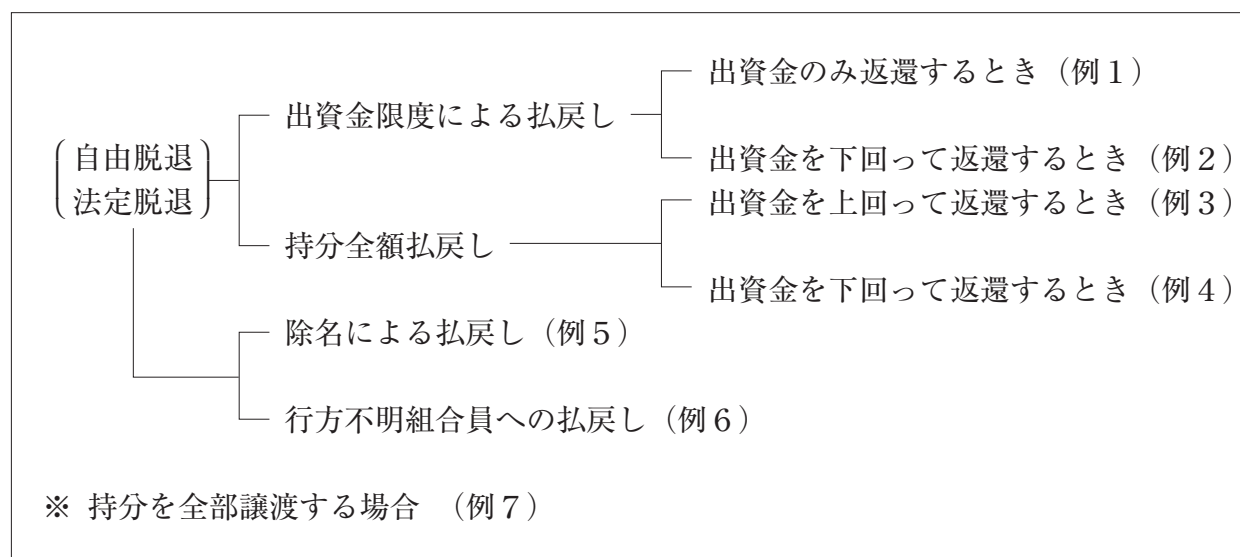 出資金のみ返還するとき（例１）
出資金限度による払戻し
自由脱退
出資金を下回って返還するとき（例２）
法定脱退
出資金を上回って返還するとき（例３）
持分全額払戻し
出資金を下回って返還するとき（例４）
除名による払戻し（例５）
行方不明組合員への払戻し（例６）
※ 持分を全部譲渡する場合 （例７）